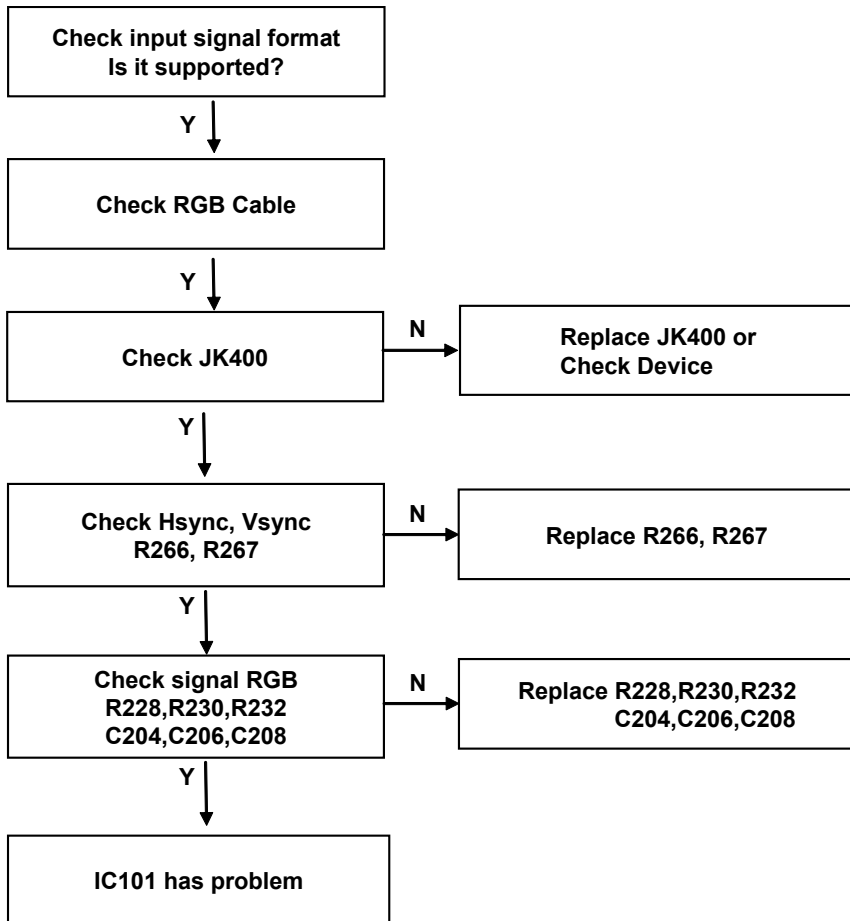 Check input signal format
Is it supported?
Y
Check RGB Cable
Y
Check JK400
N
Replace JK400 or
Check Device
Y
Check Hsync, Vsync
R266, R267
N
Replace R266, R267
Y
Check signal RGB
R228,R230,R232
C204,C206,C208
N
Replace R228,R230,R232
C204,C206,C208
Y
IC101 has problem